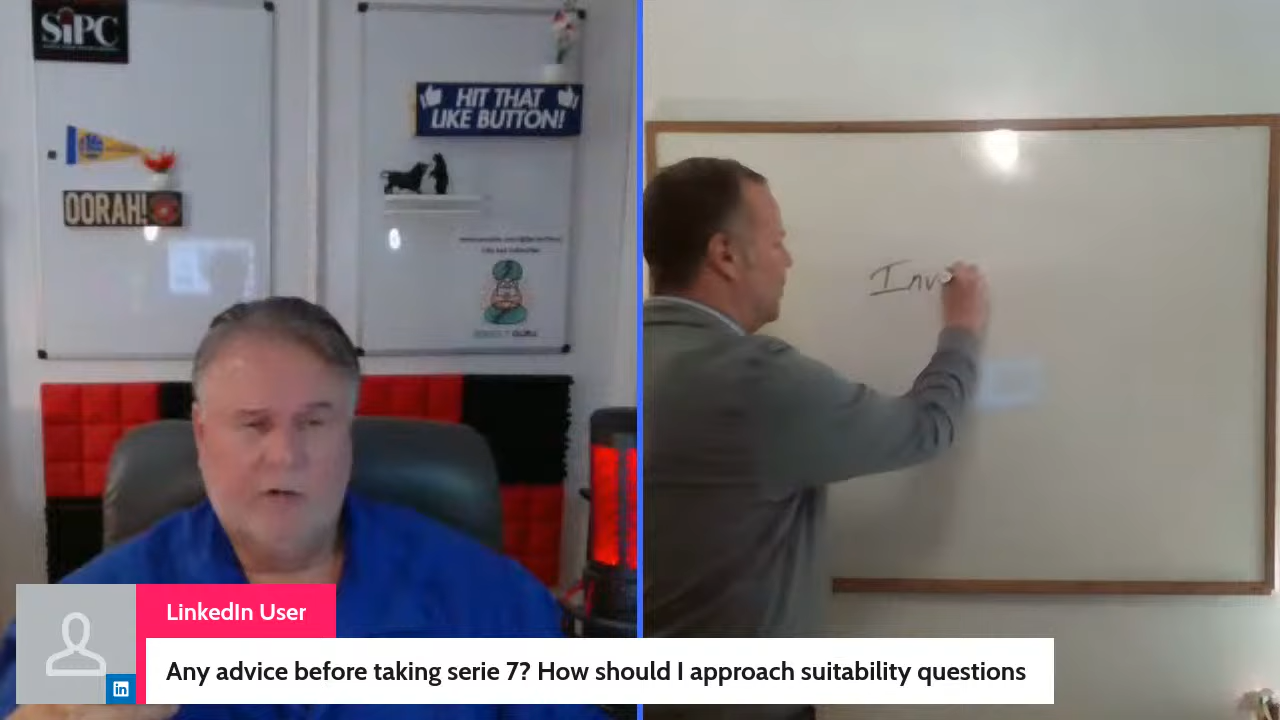 SiPC
HIT THAT
LIKE BUTTON!
OORAH!
Inv
LinkedIn User
in
Any advice before taking serie 7? How should I approach suitability questions